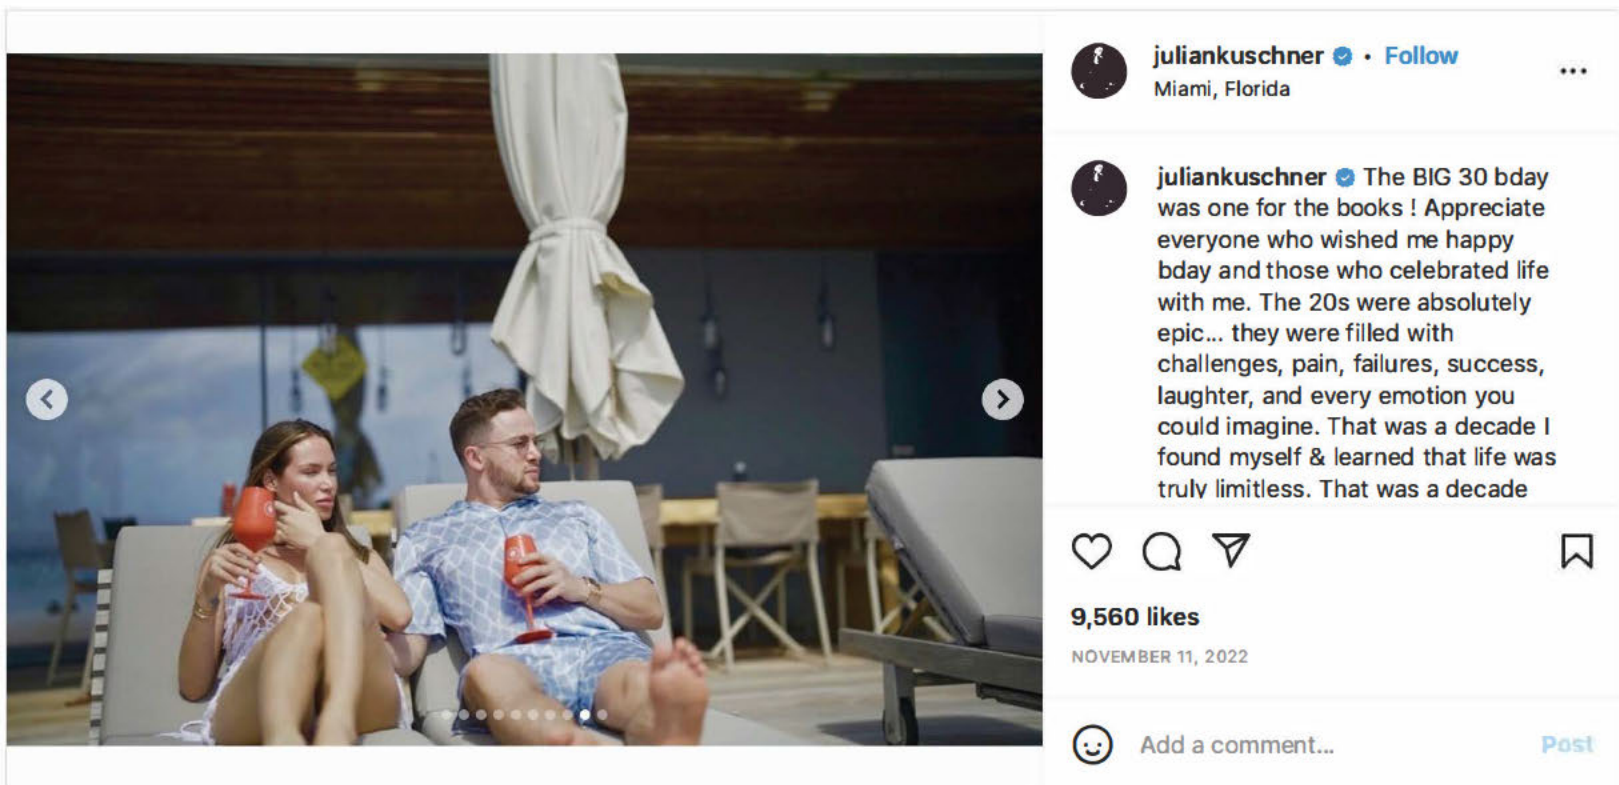 juliankuschner • Follow
Miami, Florida
juliankuschner The BIG 30 bday
was one for the books ! Appreciate
everyone who wished me happy
bday and those who celebrated life
with me. The 20s were absolutely
epic... they were filled with
challenges, pain, failures, success,
laughter, and every emotion you
could imagine. That was a decade I
found myself & learned that life was
truly limitless. That was a decade
9,560 likes
NOVEMBER 11, 2022
Add a comment...
Post